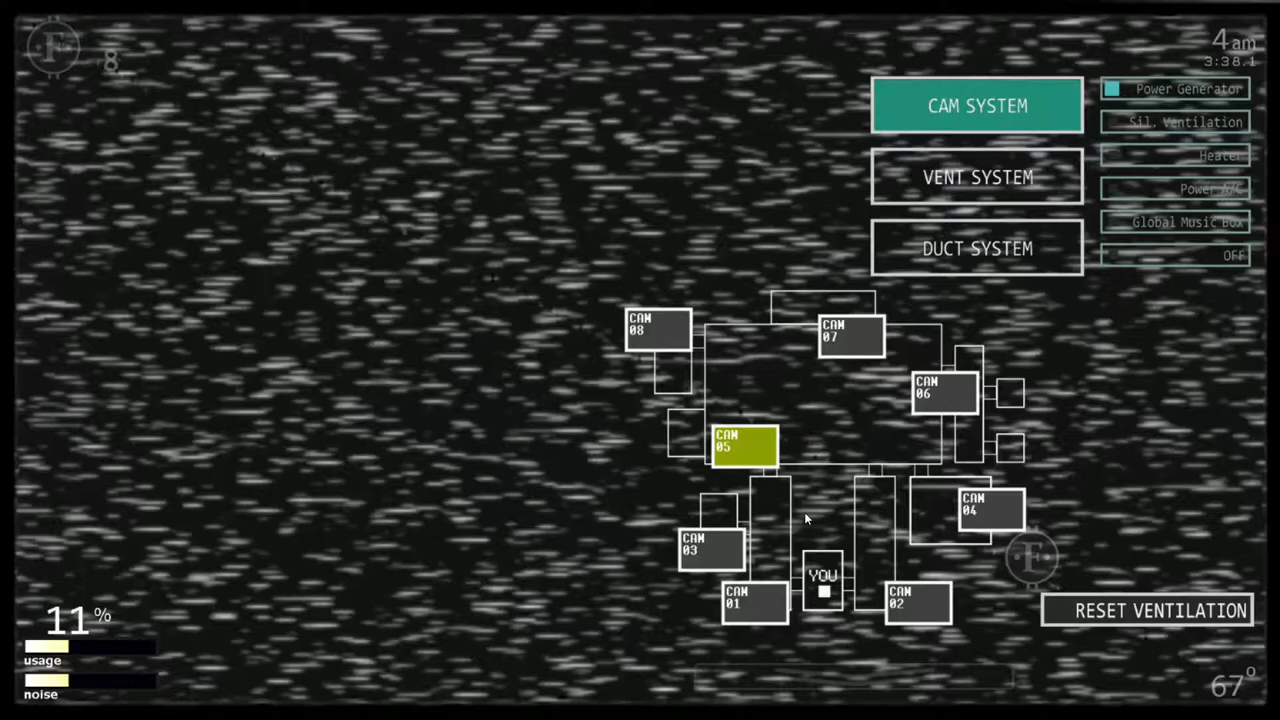 F
8
4am
3:38.1
CAM SYSTEM
Power Generator
Sil. Ventilation
VENT SYSTEM
Heater
Power A/C
DUCT SYSTEM
Global Music Box
OFF
CAM
08
CAM
07
CAM
06
CAM
05
CAM
04
CAM
03
YOU
CAM
01
CAM
02
F
RESET VENTILATION
11%
usage
noise
67°